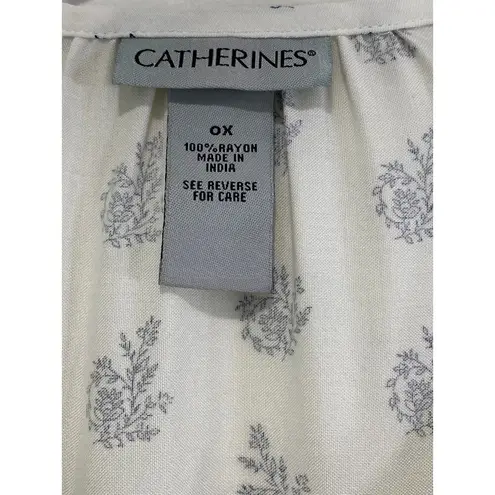 CATHERINES®
0X
100%RAYON
MADE IN
INDIA
SEE REVERSE
FOR CARE